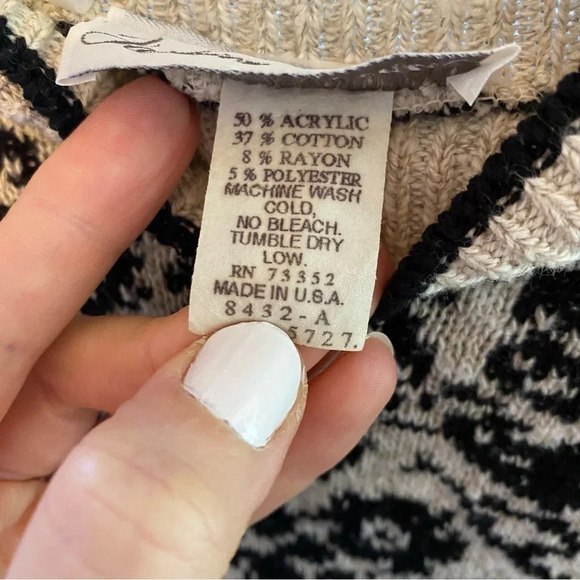 50 % ACRYLIC
37 % COTTON
8 % RAYON
5 % POLYESTER
MACHINE WASH
COLD,
NO BLEACH.
TUMBLE DRY
LOW.
RN 73352
MADE IN U.S.A.
8432-A
5727.